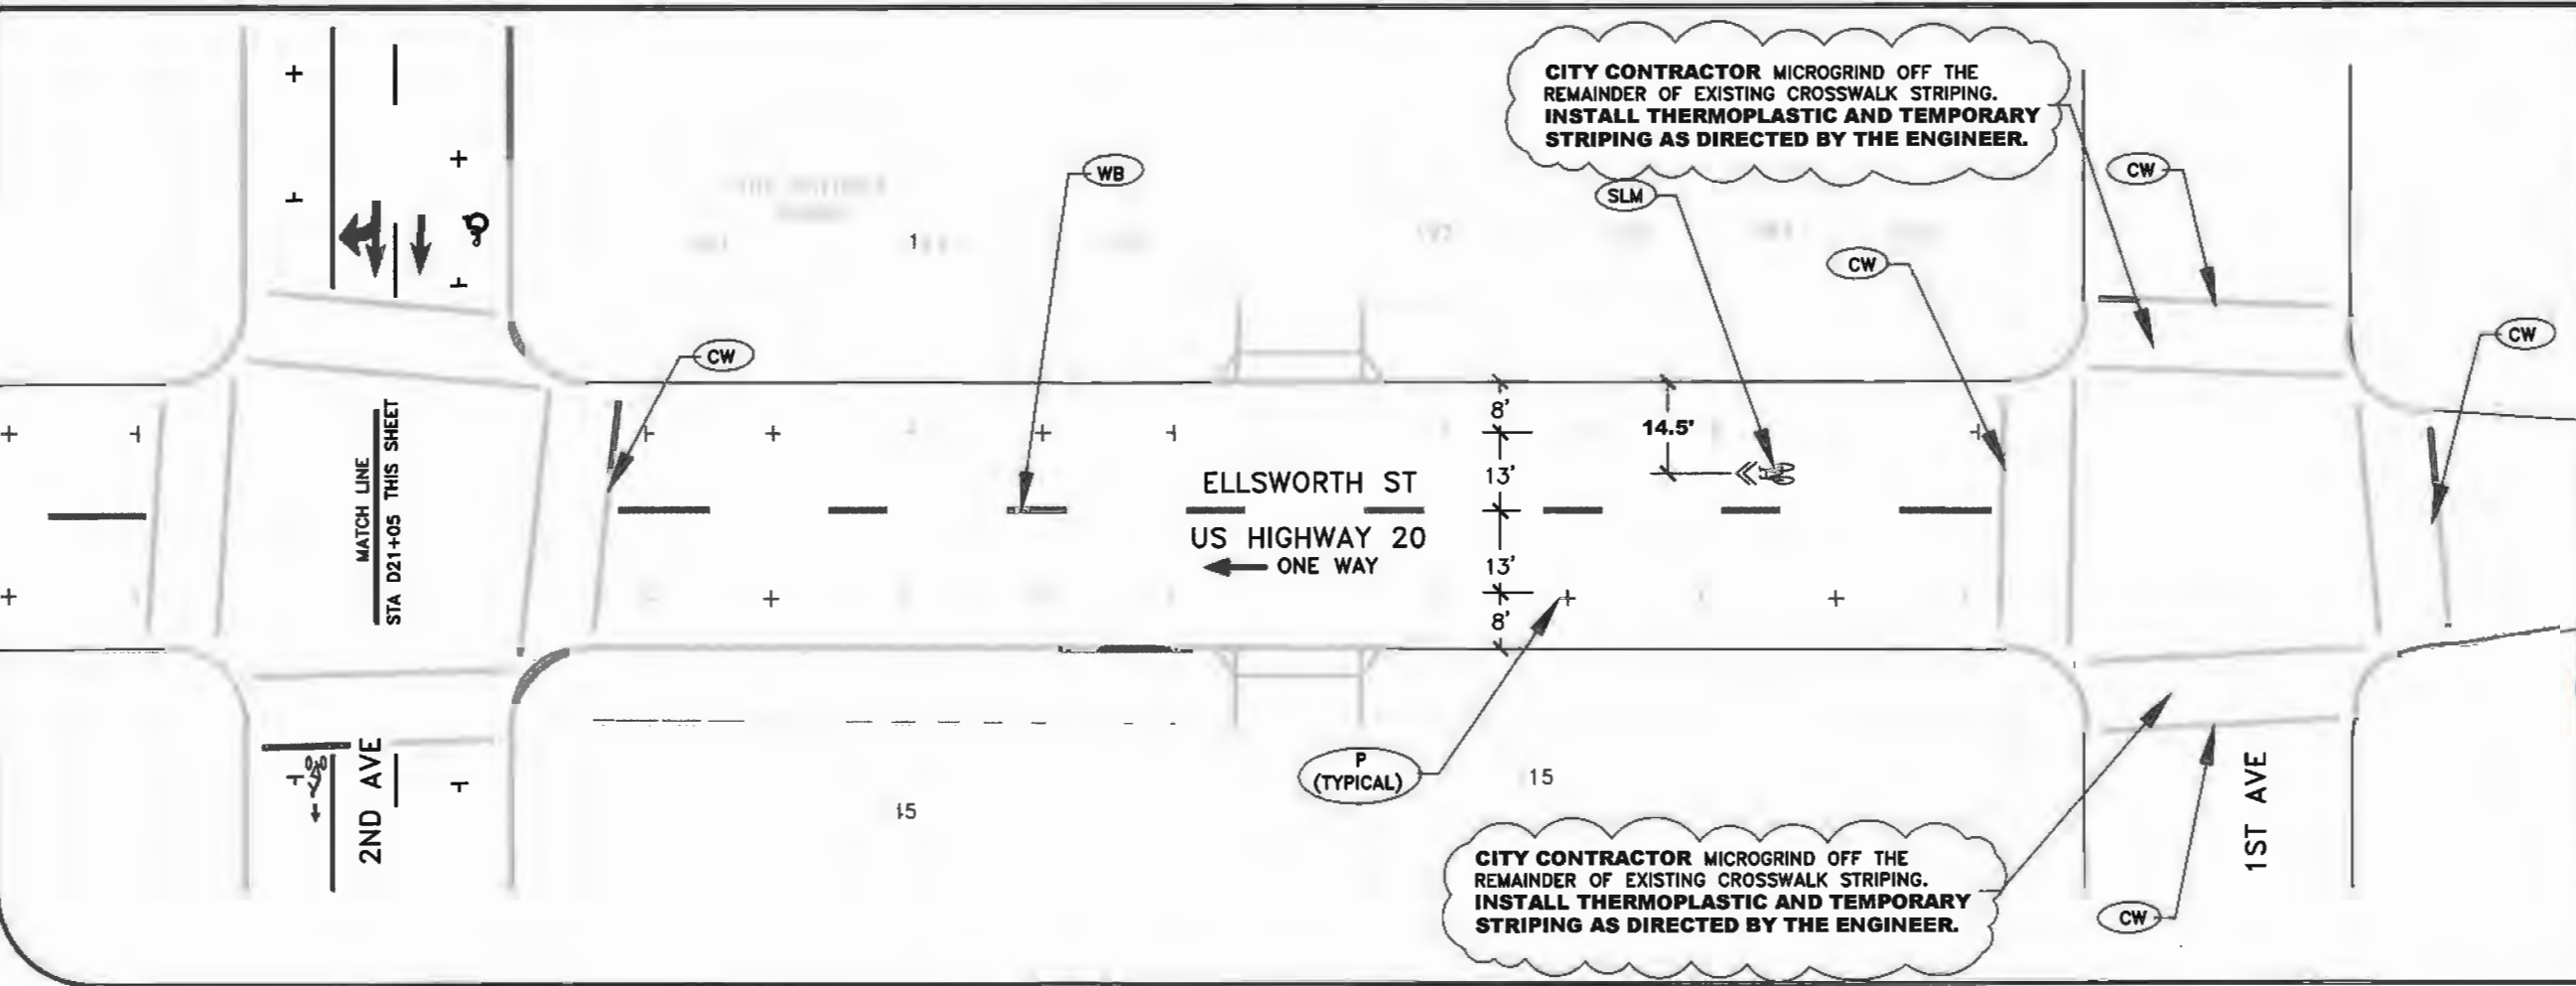 CITY CONTRACTOR MICROGRIND OFF THE
REMAINDER OF EXISTING CROSSWALK STRIPING.
INSTALL THERMOPLASTIC AND TEMPORARY
STRIPING AS DIRECTED BY THE ENGINEER.
WB
CW
SLM
CW
CW
CW
MATCH LINE
STA D21+05 THIS SHEET
8'
14.5'
13'
ELLSWORTH ST
US HIGHWAY 20
ONE WAY
13'
8'
P
(TYPICAL)
15
15
2ND AVE
1ST AVE
CITY CONTRACTOR MICROGRIND OFF THE
REMAINDER OF EXISTING CROSSWALK STRIPING.
INSTALL THERMOPLASTIC AND TEMPORARY
STRIPING AS DIRECTED BY THE ENGINEER.
CW